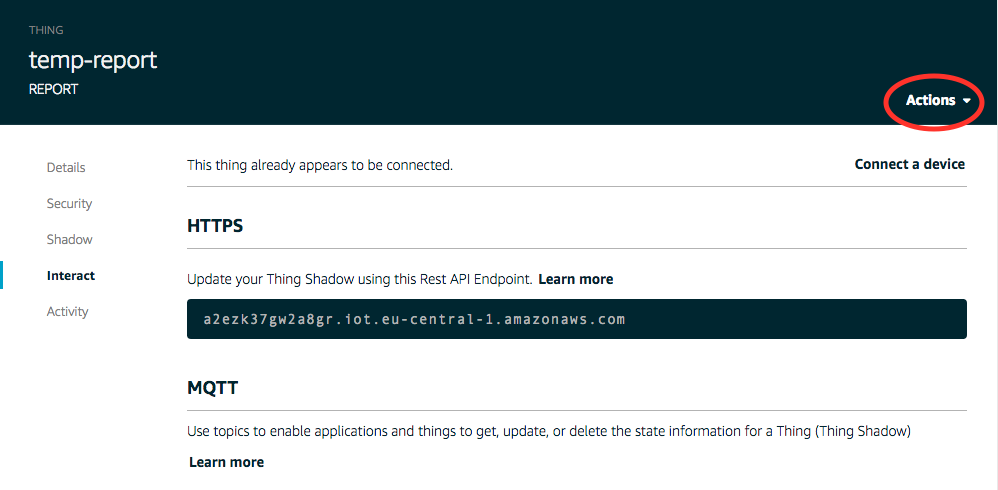 THING
temp-report
REPORT
Actions
Details
Security
Shadow
Interact
Activity
This thing already appears to be connected.
Connect a device
HTTPS
Update your Thing Shadow using this Rest API Endpoint. Learn more
a2ezk37gw2a8gr.iot.eu-central-1.amazonaws.com
MQTT
Use topics to enable applications and things to get, update, or delete the state information for a Thing (Thing Shadow)
Learn more